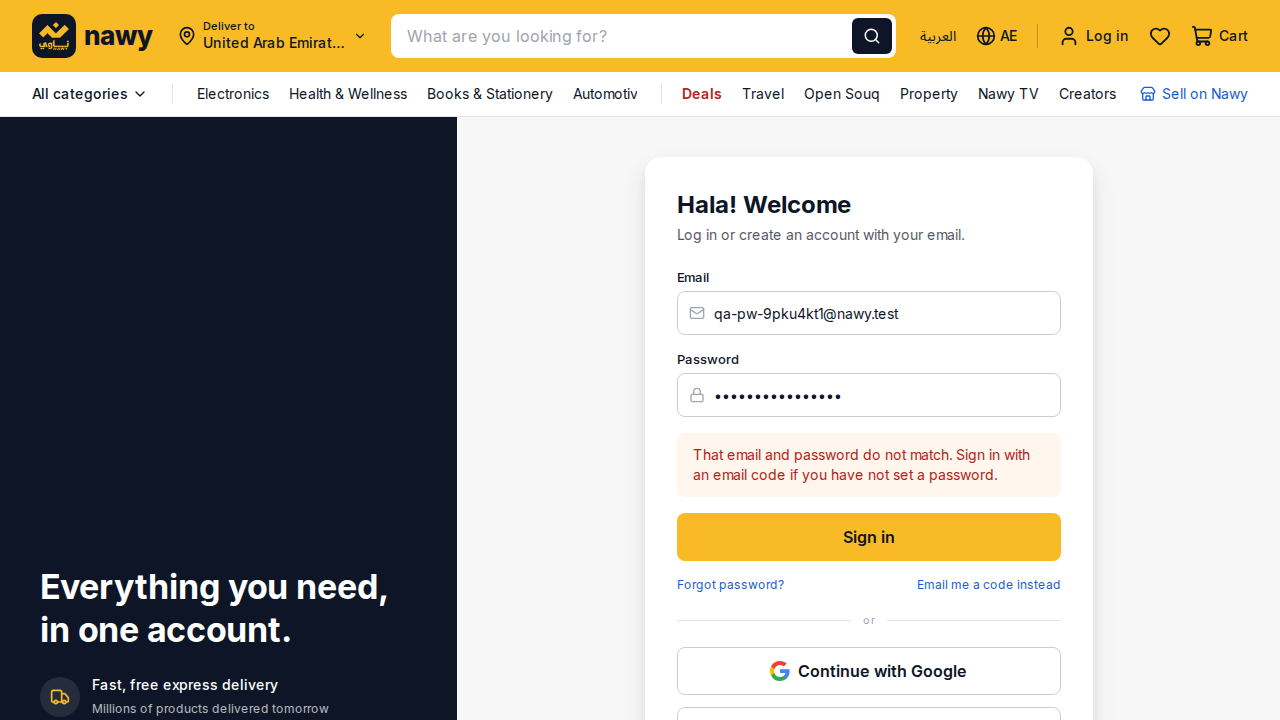 ناوي
NAWY
nawy
Deliver to
United Arab Emirat...
What are you looking for?
العربية
AE
Log in
Cart
All categories
Electronics
Health & Wellness
Books & Stationery
Automotiv
Deals
Travel
Open Souq
Property
Nawy TV
Creators
Sell on Nawy
Hala! Welcome
Log in or create an account with your email.
Email
qa-pw-9pku4kt1@nawy.test
Password
••••••••••••••••
That email and password do not match. Sign in with
an email code if you have not set a password.
Sign in
Forgot password?
Email me a code instead
or
Continue with Google
Everything you need,
in one account.
Fast, free express delivery
Millions of products delivered tomorrow